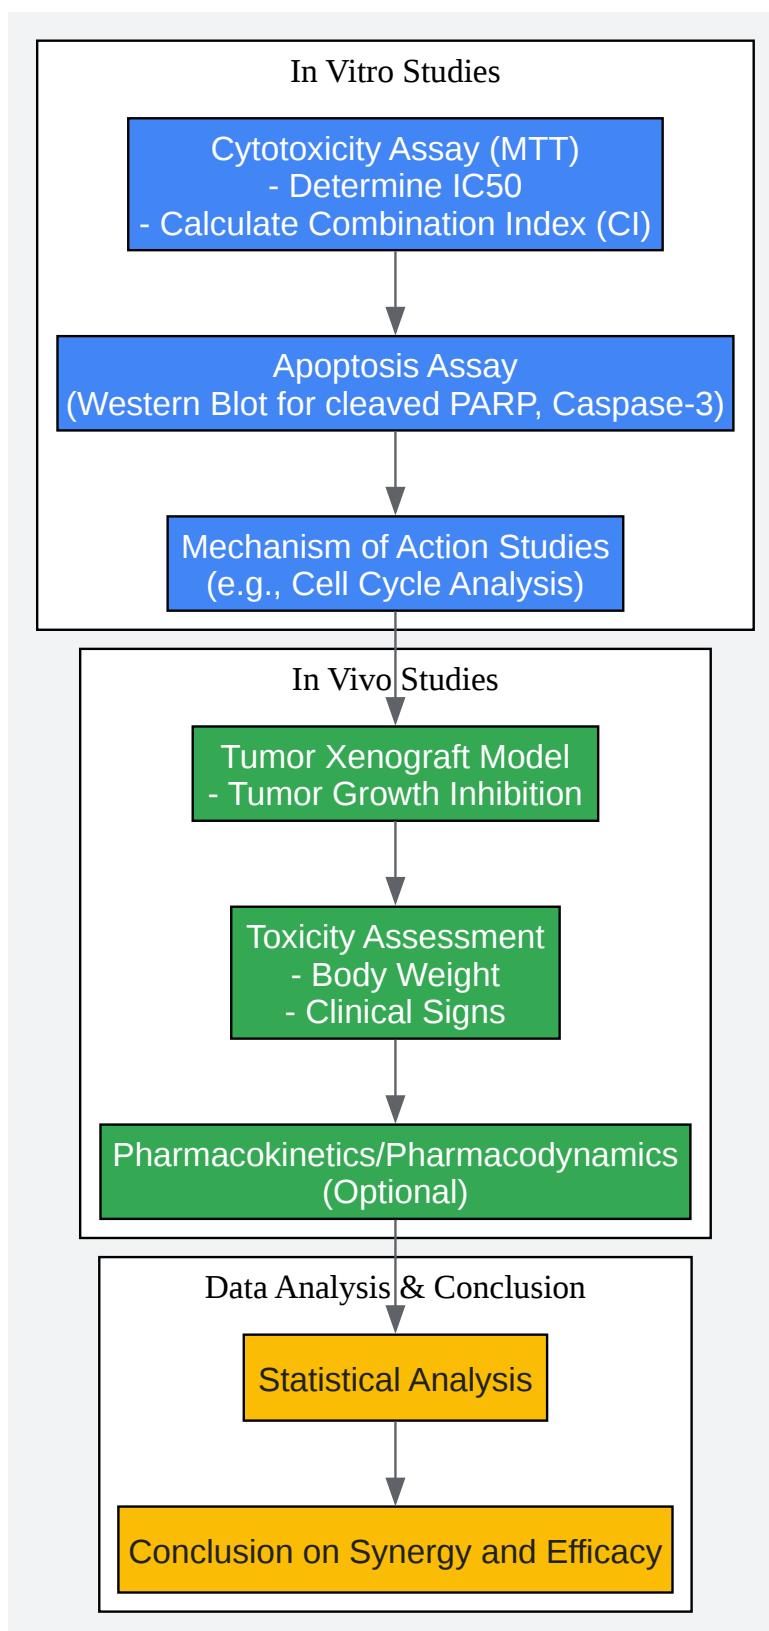 In Vitro Studies
Cytotoxicity Assay (MTT)
- Determine IC50
- Calculate Combination Index (CI)
Apoptosis Assay
(Western Blot for cleaved PARP, Caspase-3)
Mechanism of Action Studies
(e.g., Cell Cycle Analysis)
In Vivo Studies
Tumor Xenograft Model
- Tumor Growth Inhibition
Toxicity Assessment
- Body Weight
- Clinical Signs
Pharmacokinetics/Pharmacodynamics
(Optional)
Data Analysis & Conclusion
Statistical Analysis
Conclusion on Synergy and Efficacy